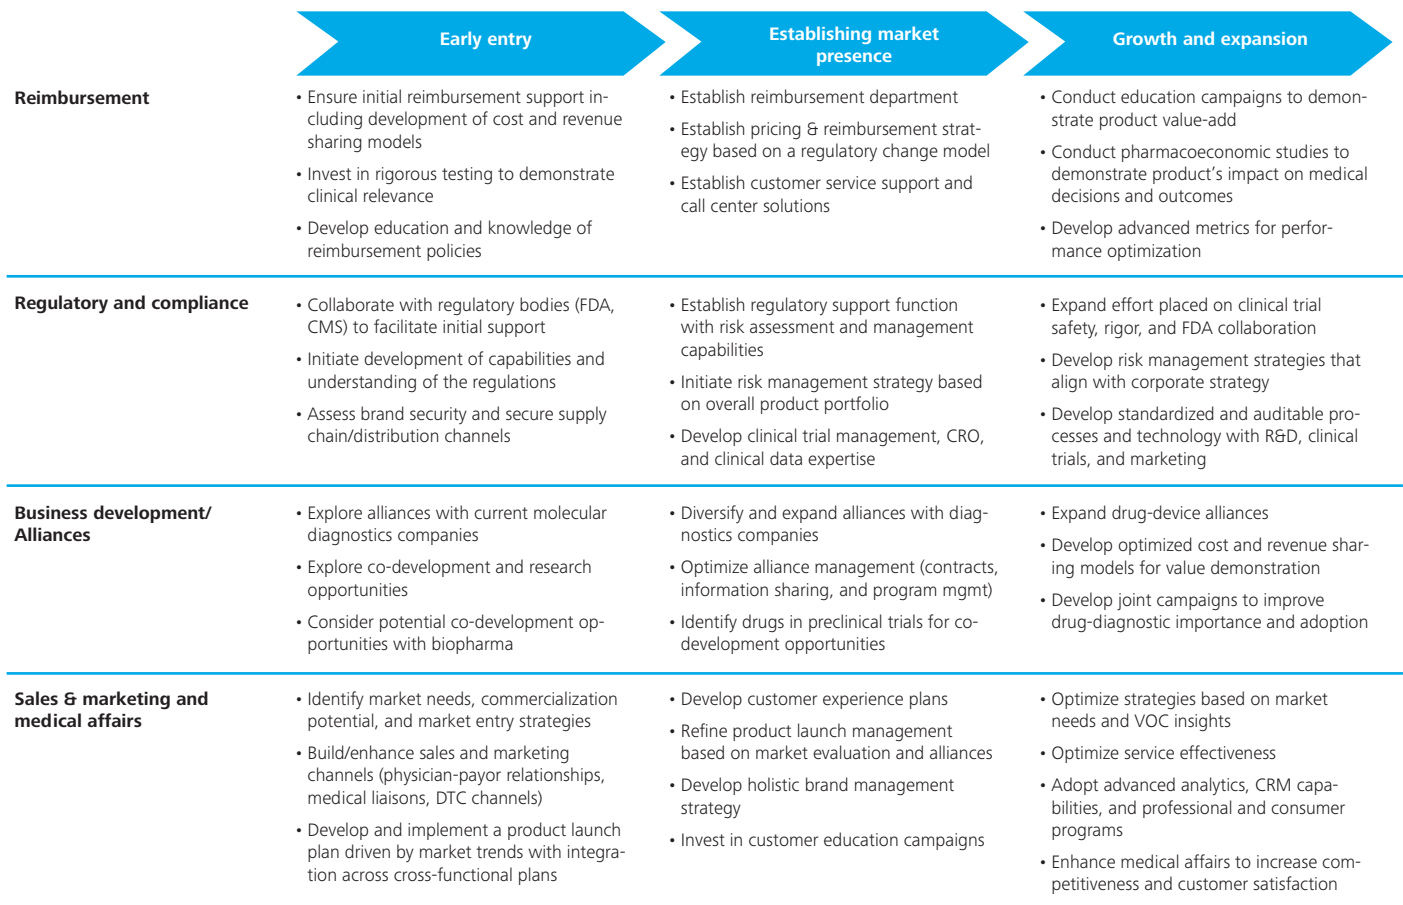 Early entry
Establishing market
presence
Growth and expansion
Reimbursement
• Ensure initial reimbursement support in-
cluding development of cost and revenue
sharing models
• Invest in rigorous testing to demonstrate
clinical relevance
• Develop education and knowledge of
reimbursement policies
• Establish reimbursement department
• Establish pricing & reimbursement strat-
egy based on a regulatory change model
• Establish customer service support and
call center solutions
• Conduct education campaigns to demon-
strate product value-add
• Conduct pharmacoeconomic studies to
demonstrate product's impact on medical
decisions and outcomes
• Develop advanced metrics for perfor-
mance optimization
Regulatory and compliance
• Collaborate with regulatory bodies (FDA,
CMS) to facilitate initial support
• Initiate development of capabilities and
understanding of the regulations
• Assess brand security and secure supply
chain/distribution channels
• Establish regulatory support function
with risk assessment and management
capabilities
• Initiate risk management strategy based
on overall product portfolio
• Develop clinical trial management, CRO,
and clinical data expertise
• Expand effort placed on clinical trial
safety, rigor, and FDA collaboration
• Develop risk management strategies that
align with corporate strategy
• Develop standardized and auditable pro-
cesses and technology with R&D, clinical
trials, and marketing
Business development/
Alliances
• Explore alliances with current molecular
diagnostics companies
• Explore co-development and research
opportunities
• Consider potential co-development op-
portunities with biopharma
• Diversify and expand alliances with diag-
nostics companies
• Optimize alliance management (contracts,
information sharing, and program mgmt)
• Identify drugs in preclinical trials for co-
development opportunities
• Expand drug-device alliances
• Develop optimized cost and revenue shar-
ing models for value demonstration
• Develop joint campaigns to improve
drug-diagnostic importance and adoption
Sales & marketing and
medical affairs
• Identify market needs, commercialization
potential, and market entry strategies
• Build/enhance sales and marketing
channels (physician-payor relationships,
medical liaisons, DTC channels)
• Develop and implement a product launch
plan driven by market trends with integra-
tion across cross-functional plans
• Develop customer experience plans
• Refine product launch management
based on market evaluation and alliances
• Develop holistic brand management
strategy
• Invest in customer education campaigns
• Optimize strategies based on market
needs and VOC insights
• Optimize service effectiveness
• Adopt advanced analytics, CRM capa-
bilities, and professional and consumer
programs
• Enhance medical affairs to increase com-
petitiveness and customer satisfaction